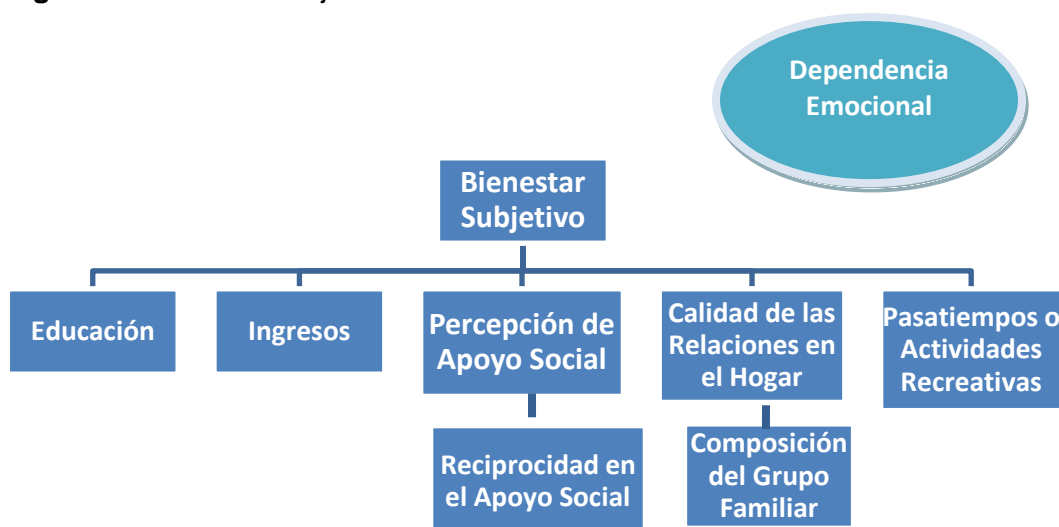 Dependencia
Emocional
Bienestar
Subjetivo
Educación
Ingresos
Percepción de
Apoyo Social
Calidad de las
Relaciones en
el Hogar
Pasatiempos o
Actividades
Recreativas
Reciprocidad en
el Apoyo Social
Composición
del Grupo
Familiar